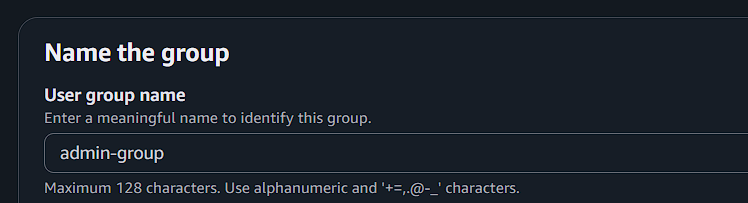 Name the group
User group name
Enter a meaningful name to identify this group.
admin-group
Maximum 128 characters. Use alphanumeric and '+=,.@-_' characters.